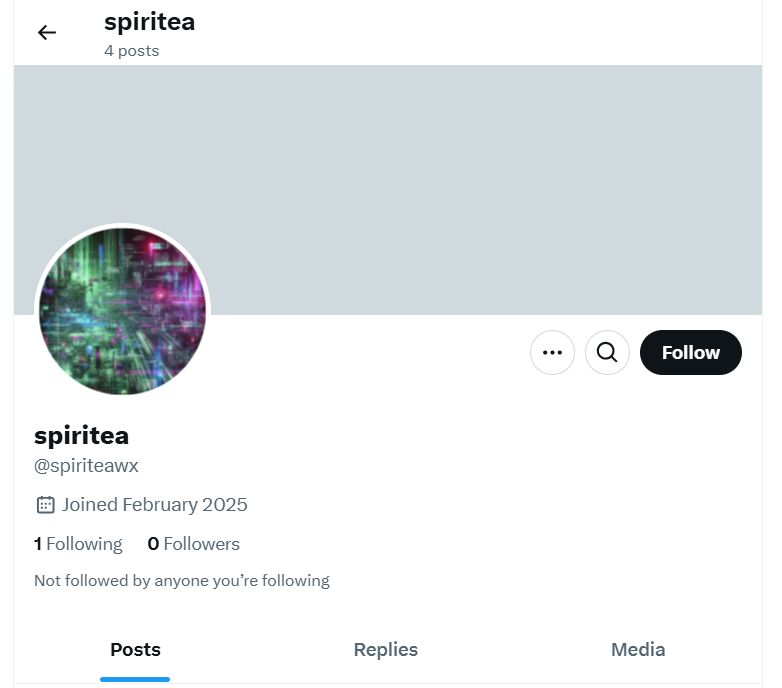 spiritea
4 posts
Follow
spiritea
@spiriteawx
Joined February 2025
1 Following 0 Followers
Not followed by anyone you’re following
Posts Replies Media